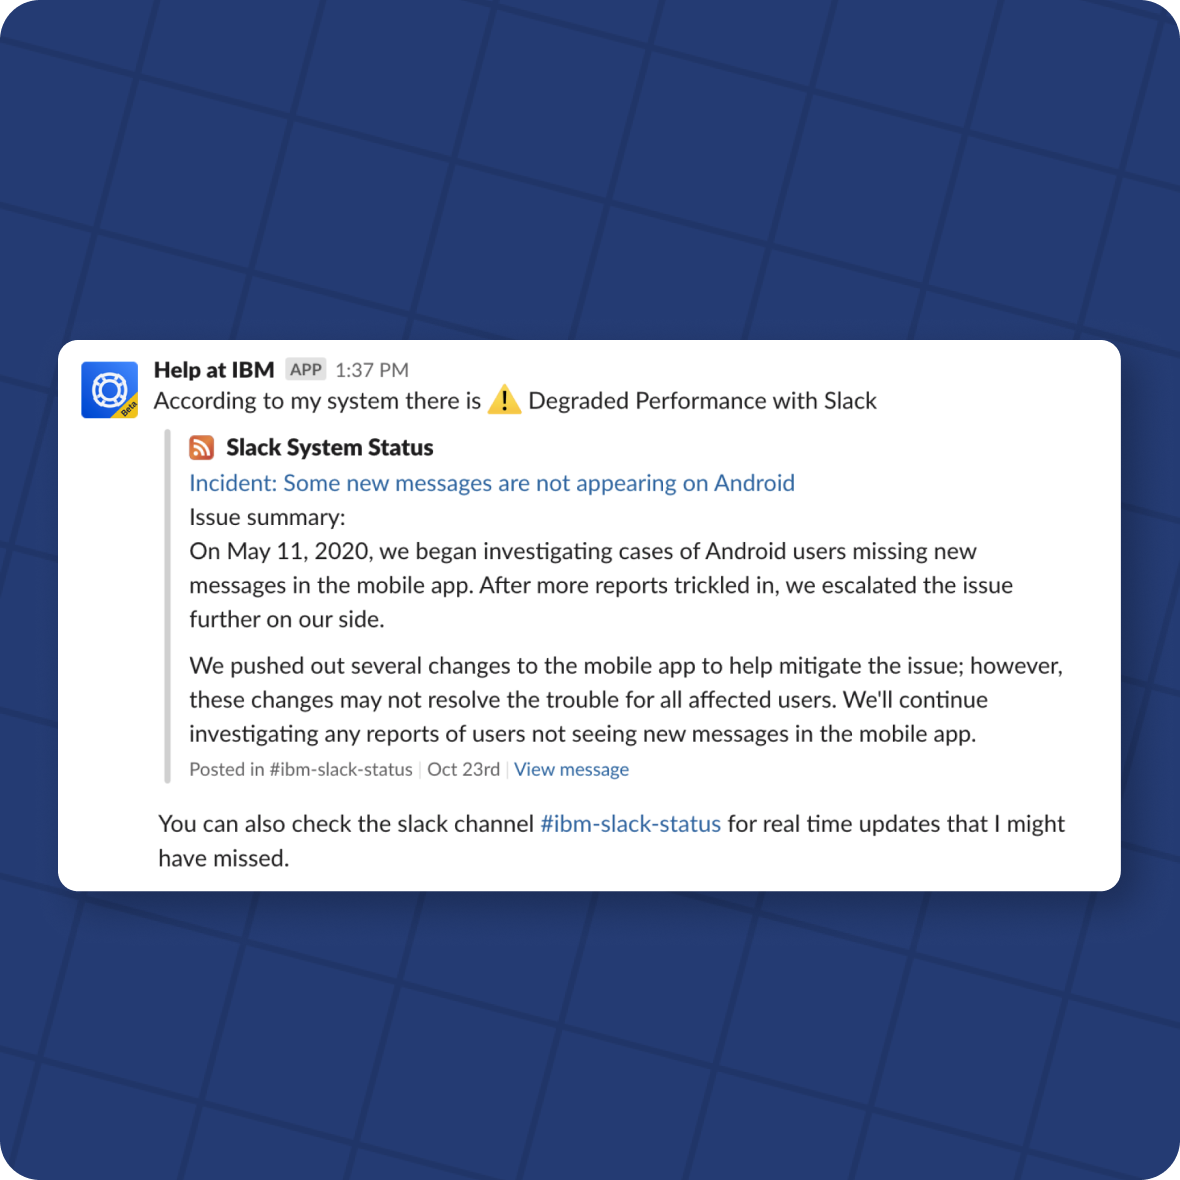 Help at IBM APP 1:37 PM
According to my system there is ⚠️ Degraded Performance with Slack
Beta
Slack System Status
Incident: Some new messages are not appearing on Android
Issue summary:
On May 11, 2020, we began investigating cases of Android users missing new
messages in the mobile app. After more reports trickled in, we escalated the issue
further on our side.
We pushed out several changes to the mobile app to help mitigate the issue; however,
these changes may not resolve the trouble for all affected users. We'll continue
investigating any reports of users not seeing new messages in the mobile app.
Posted in #ibm-slack-status | Oct 23rd | View message
You can also check the slack channel #ibm-slack-status for real time updates that I might
have missed.